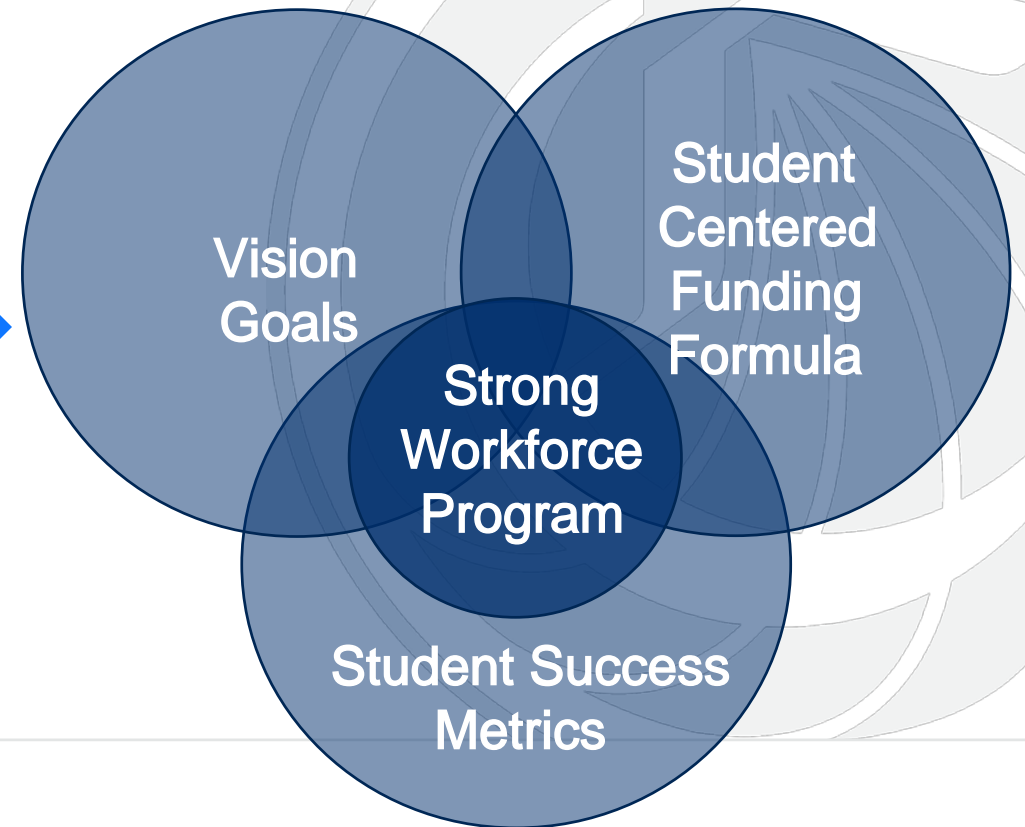 Vision
Goals
Student
Centered
Funding
Formula
Strong
Workforce
Program
Student Success
Metrics